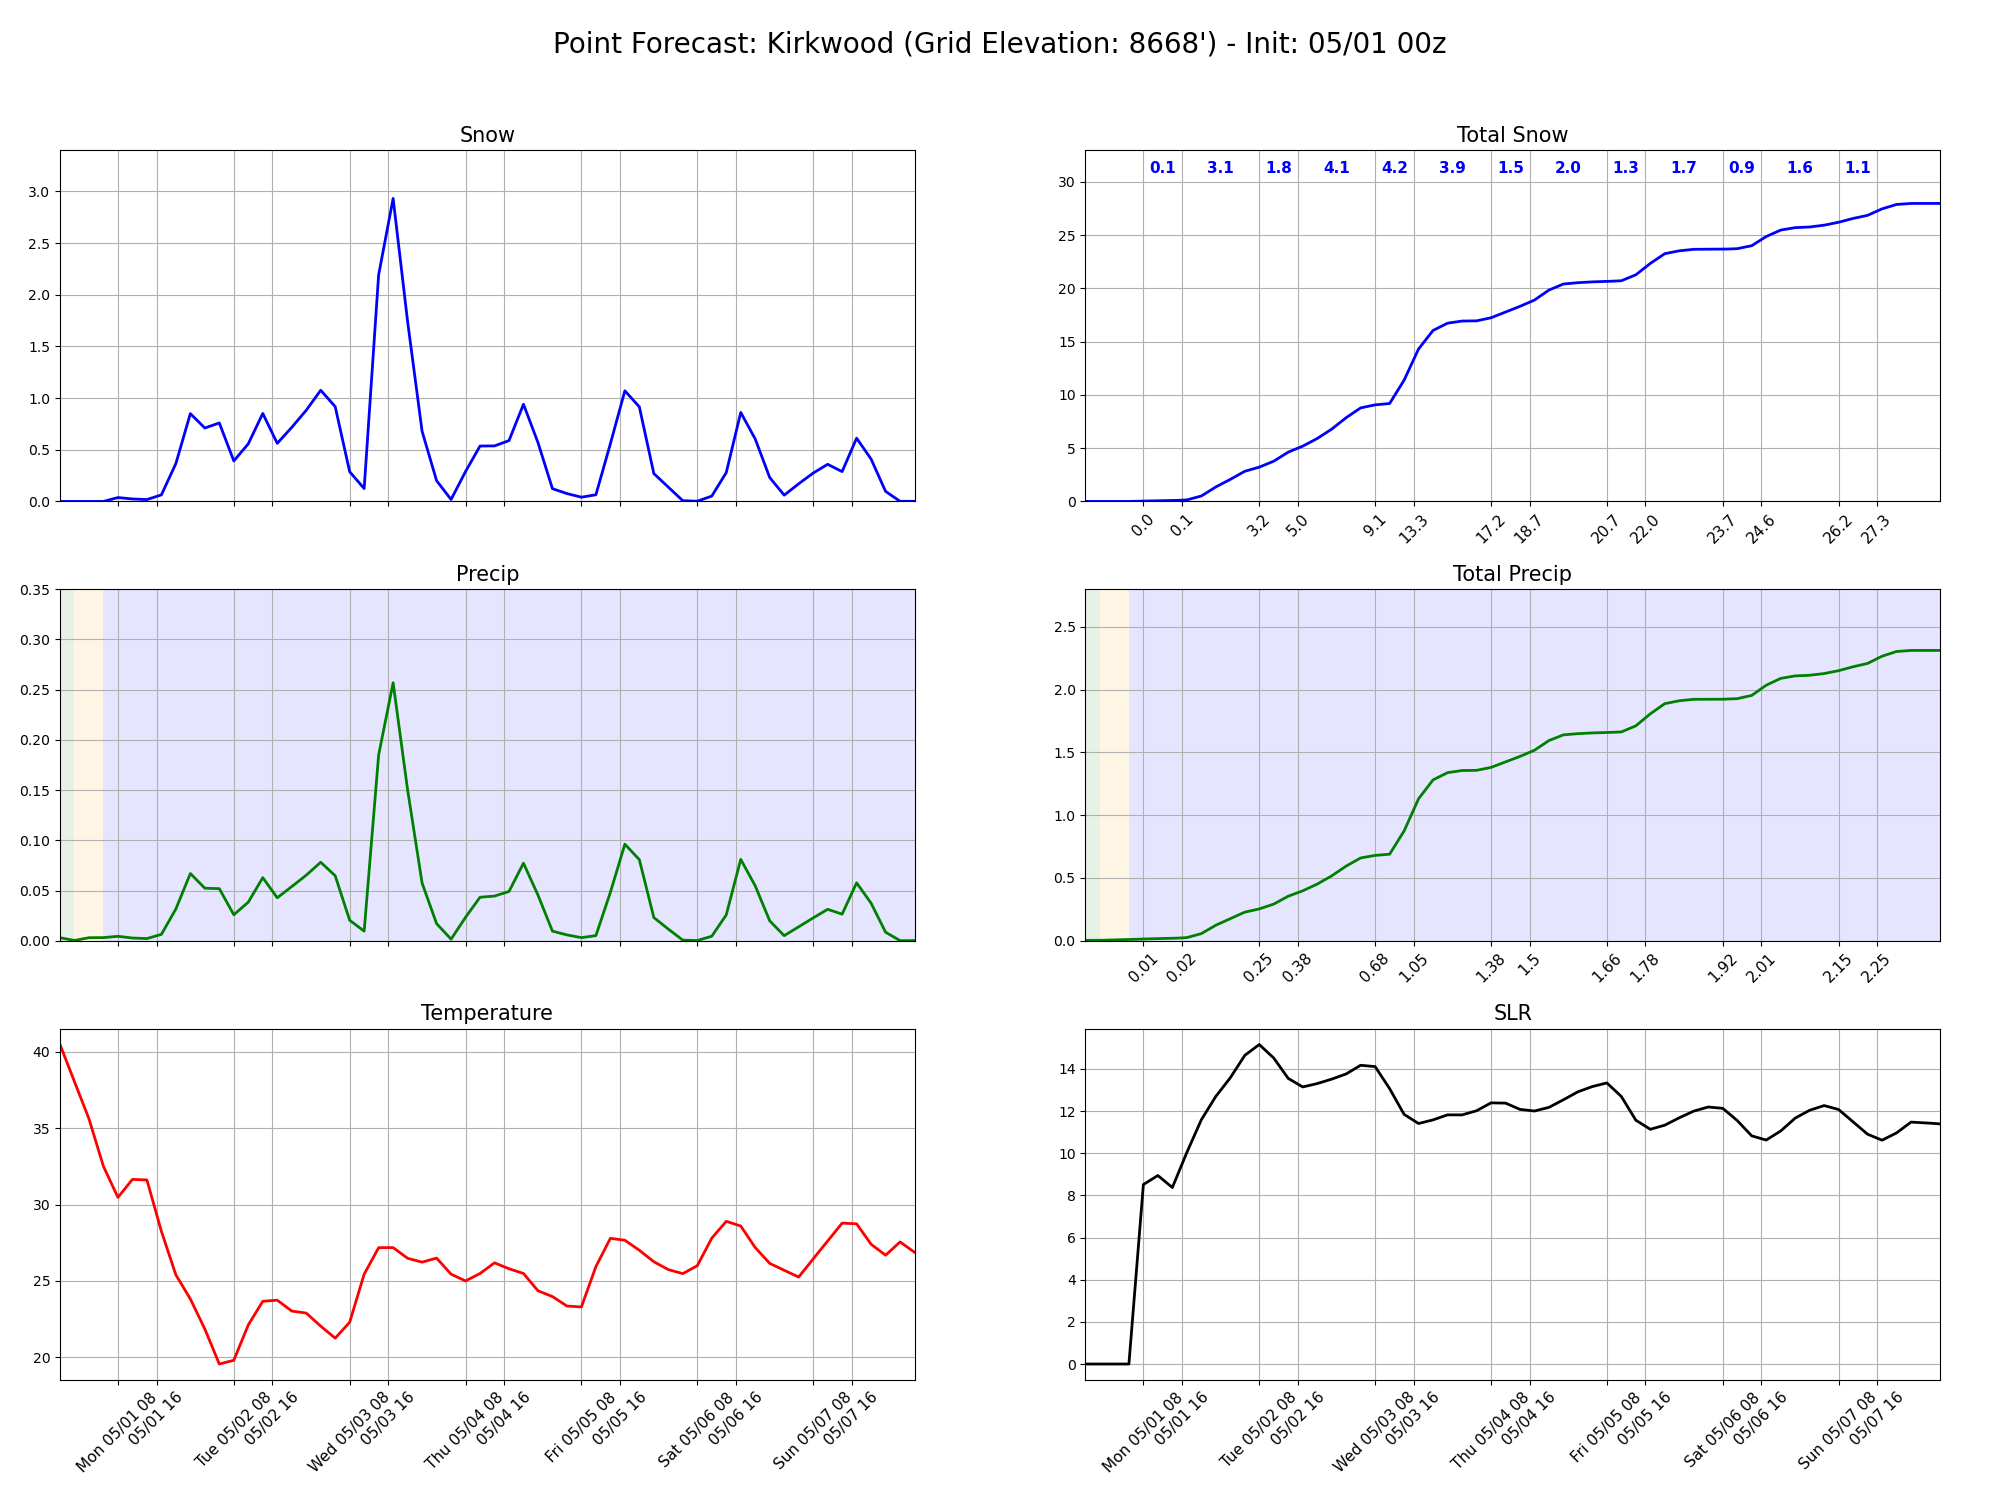 Point Forecast: Kirkwood (Grid Elevation: 8668') - Init: 05/01 00z
Snow
3.0
2.5
2.0
1.5
1.0
0.5
0.0
Total Snow
0.1 3.1 1.8 4.1 4.2 3.9 1.5 2.0 1.3 1.7 0.9 1.6 1.1
30
25
20
15
10
5
0
0.0 0.1 3.2 5.0 9.1 13.3 17.2 18.7 20.7 22.0 23.7 24.6 26.2 27.3
Precip
0.35
0.30
0.25
0.20
0.15
0.10
0.05
0.00
Total Precip
2.5
2.0
1.5
1.0
0.5
0.0
0.01 0.02 0.25 0.38 0.68 1.05 1.38 1.5 1.66 1.78 1.92 2.01 2.15 2.25
Temperature
40
35
30
25
20
Mon 05/01 08
05/01 16
Tue 05/02 08
05/02 16
Wed 05/03 08
05/03 16
Thu 05/04 08
05/04 16
Fri 05/05 08
05/05 16
Sat 05/06 08
05/06 16
Sun 05/07 08
05/07 16
SLR
14
12
10
8
6
4
2
0
Mon 05/01 08
05/01 16
Tue 05/02 08
05/02 16
Wed 05/03 08
05/03 16
Thu 05/04 08
05/04 16
Fri 05/05 08
05/05 16
Sat 05/06 08
05/06 16
Sun 05/07 08
05/07 16